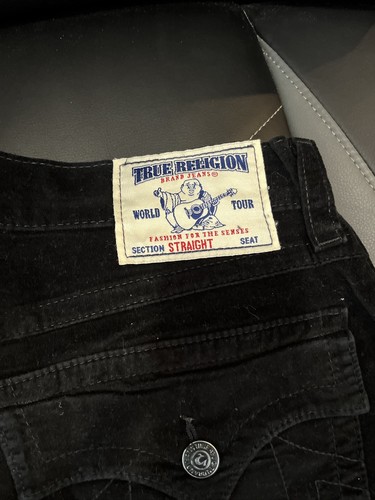 TRUE RELIGION
BRAND JEANS®
WORLD TOUR
FASHION FOR THE SENSES
SECTION STRAIGHT SEAT